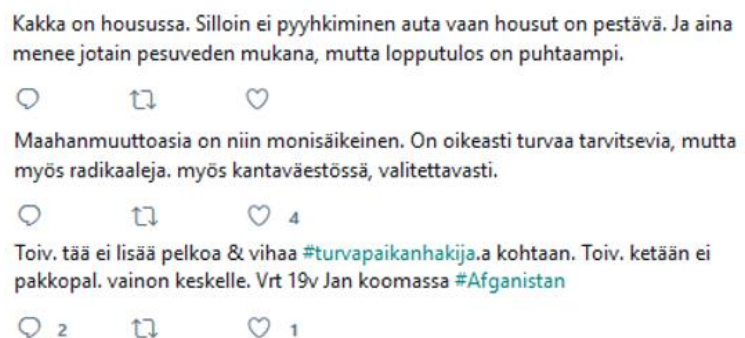 Kakka on housussa. Silloin ei pyyhkiminen auta vaan housut on pestävä. Ja aina
menee jotain pesuveden mukana, mutta lopputulos on puhtaampi.
Maahanmuuttoasia on niin monisäikeinen. On oikeasti turvaa tarvitsevia, mutta
myös radikaaleja. myös kantaväestössä, valitettavasti.
4
Toiv. tää ei lisää pelkoa & vihaa #turvapaikanhakija.a kohtaan. Toiv. ketään ei
pakkopal. vainon keskelle. Vrt 19v Jan koomassa #Afganistan
2 1